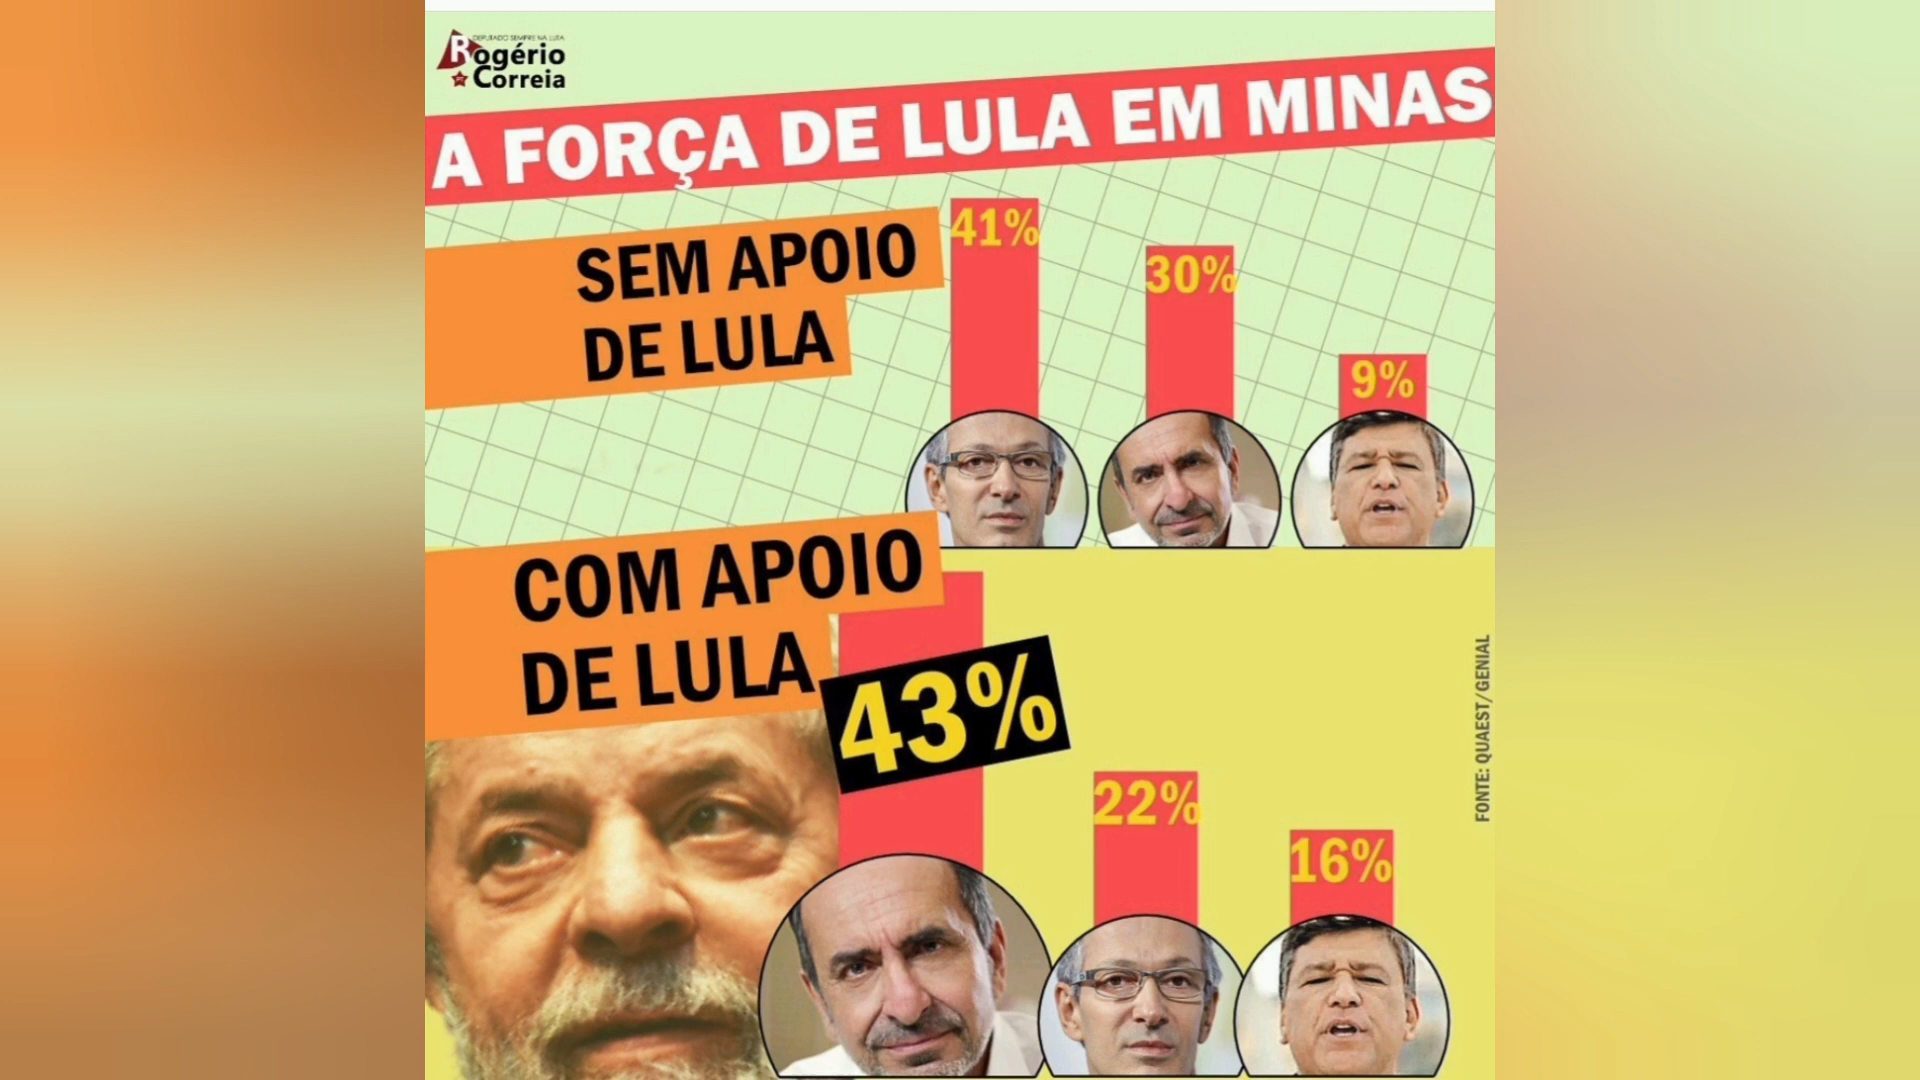 DEPUTADO SEMPRE NA LUTA
Rogério
Correia
A FORÇA DE LULA EM MINAS
SEM APOIO
DE LULA
41%
30%
9%
COM APOIO
DE LULA
43%
22%
16%
FONTE: QUAEST/GENIAL